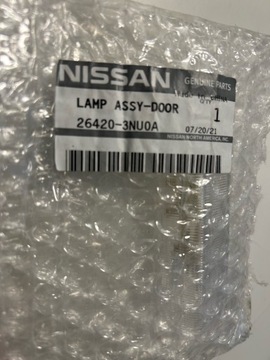 NISSAN
GENUINE PARTS
LAMP ASSY-DOOR
26420-3NU0A
1
07/20/21
NISSAN NORTH AMERICA, INC